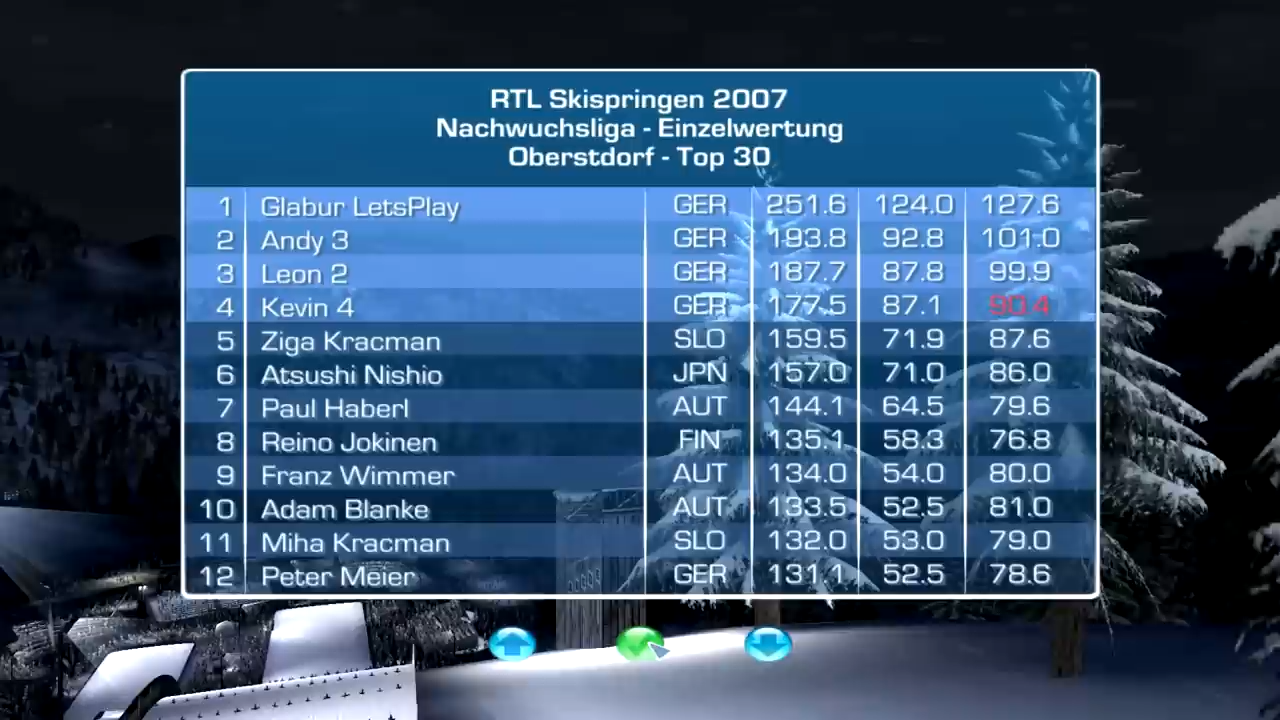 RTL Skispringen 2007
Nachwuchsliga - Einzelwertung
Oberstdorf - Top 30
1 Glabur LetsPlay GER 251.6 124.0 127.6
2 Andy 3 GER 193.8 92.8 101.0
3 Leon 2 GER 187.7 87.8 99.9
4 Kevin 4 GER 177.5 87.1 90.4
5 Ziga Kracman SLO 159.5 71.9 87.6
6 Atsushi Nishio JPN 157.0 71.0 86.0
7 Paul Haberl AUT 144.1 64.5 79.6
8 Reino Jokinen FIN 135.1 58.3 76.8
9 Franz Wimmer AUT 134.0 54.0 80.0
10 Adam Blanke AUT 133.5 52.5 81.0
11 Miha Kracman SLO 132.0 53.0 79.0
12 Peter Meier GER 131.1 52.5 78.6